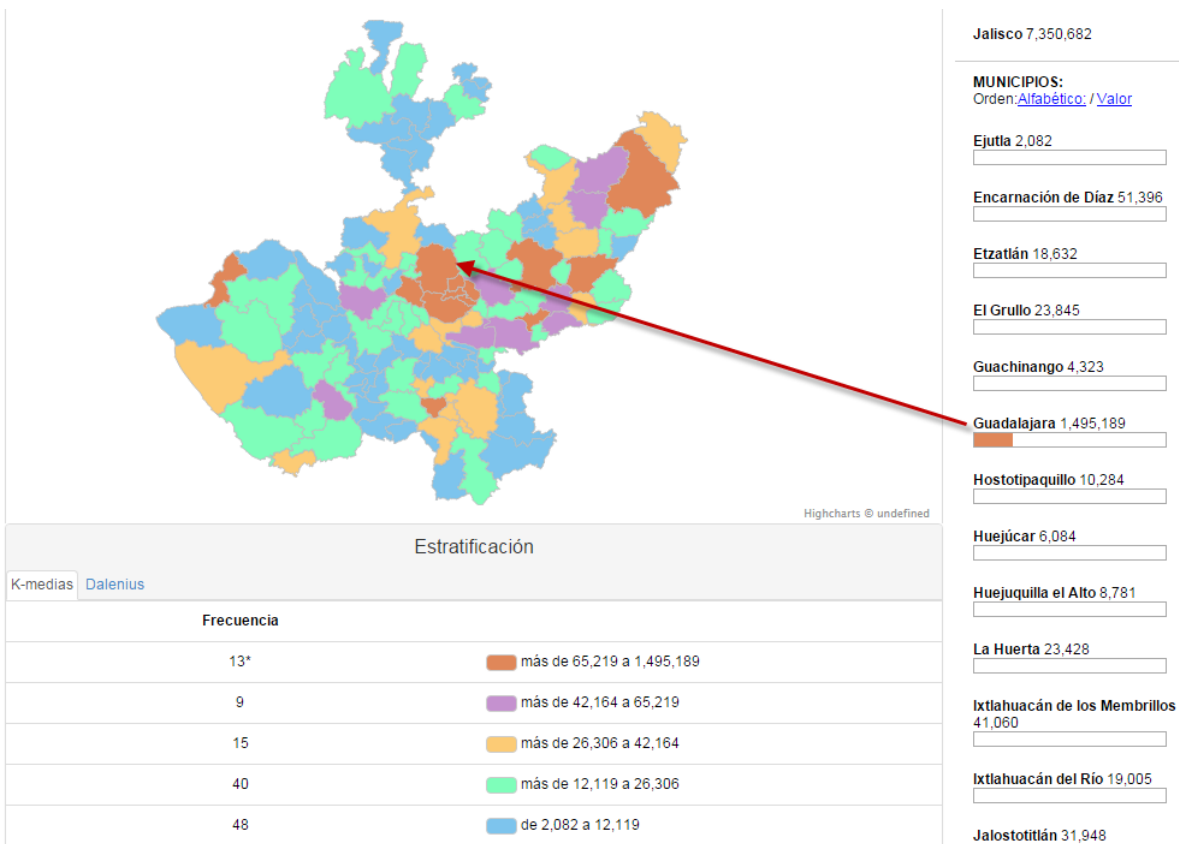 Highcharts © undefined
Estratificación
K-medias Dalenius
Frecuencia
13* más de 65,219 a 1,495,189
9 más de 42,164 a 65,219
15 más de 26,306 a 42,164
40 más de 12,119 a 26,306
48 de 2,082 a 12,119
Jalisco 7,350,682
MUNICIPIOS:
Orden:Alfabético: / Valor
Ejutla 2,082
Encarnación de Díaz 51,396
Etzatlán 18,632
El Grullo 23,845
Guachinango 4,323
Guadalajara 1,495,189
Hostotipaquillo 10,284
Huejúcar 6,084
Huejuquilla el Alto 8,781
La Huerta 23,428
Ixtlahuacán de los Membrillos
41,060
Ixtlahuacán del Río 19,005
Jalostotitlán 31,948